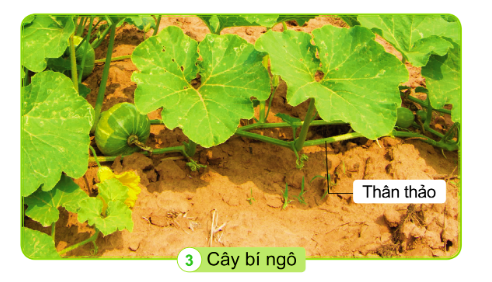 Thân thảo
3 Cây bí ngô